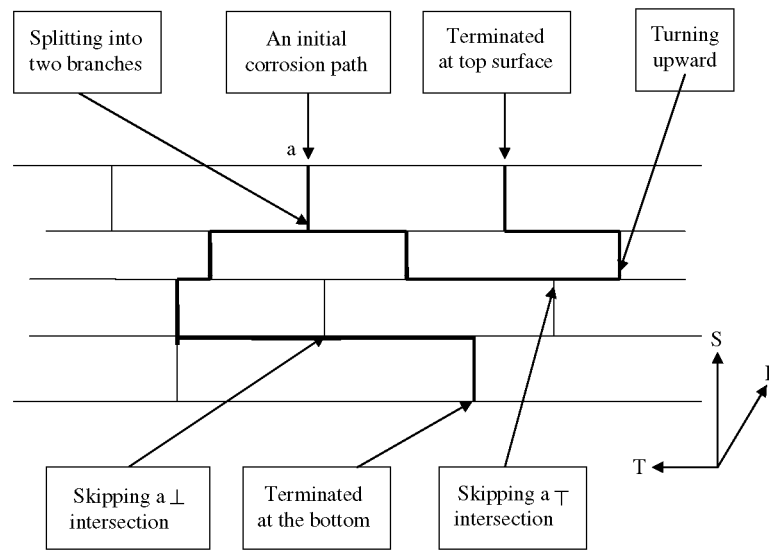 Splitting into
two branches
An initial
corrosion path
Terminated
at top surface
Turning
upward
a
S
T
Skipping a ⊥
intersection
Terminated
at the bottom
Skipping a ⊤
intersection